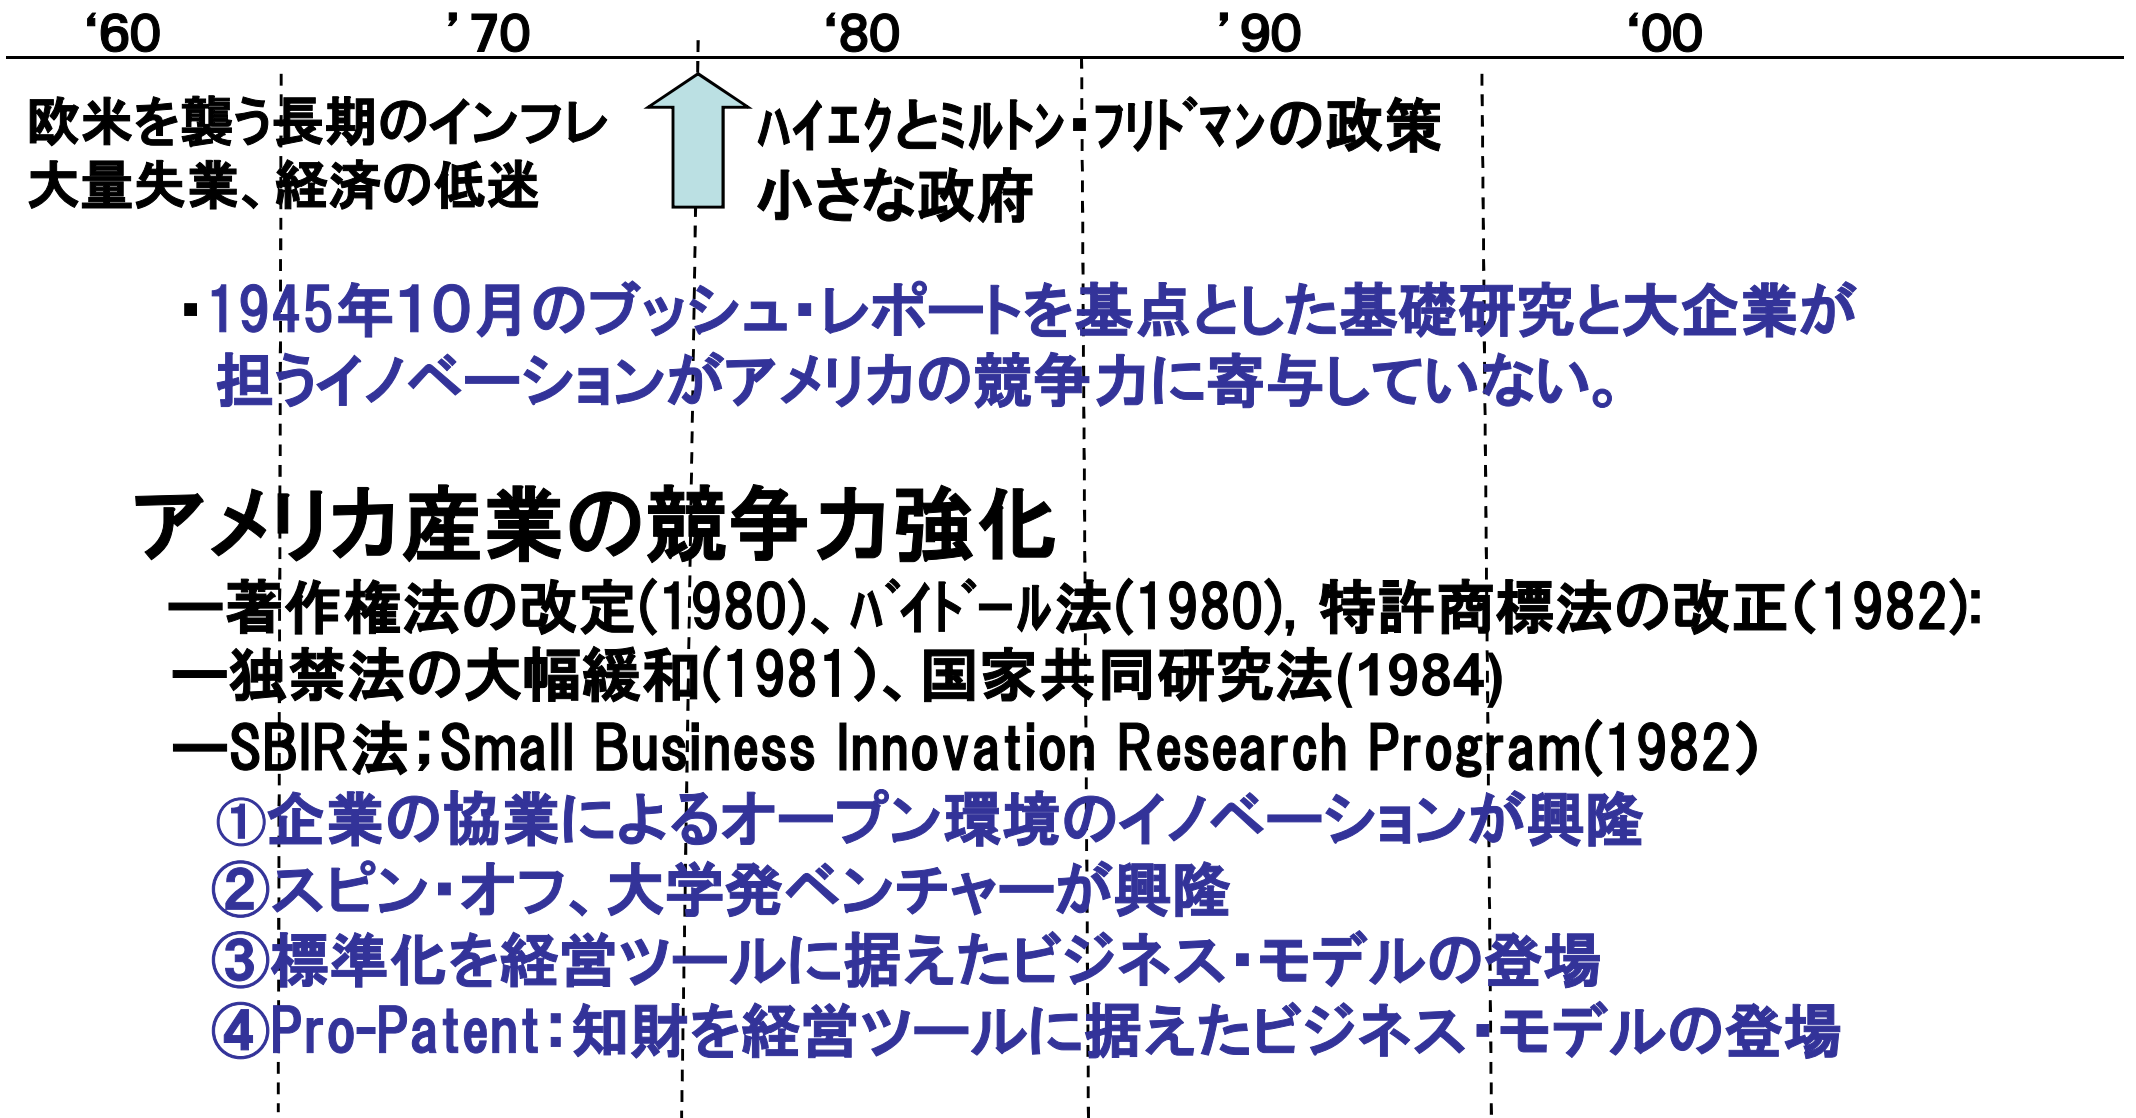 ‘60 ’70 ‘80 ’90 ‘00
欧米を襲う長期のインフレ
大量失業、経済の低迷
ﾊイエｸとミﾙﾄﾝ・ﾌﾘﾄﾞﾏﾝの政策
小さな政府
・1945年10月のブッシュ・レポートを基点とした基礎研究と大企業が
担うイノベーションがアメリカの競争力に寄与していない。
アメリカ産業の競争力強化
ー著作権法の改定(1980)、ﾊﾞｲﾄﾞｰﾙ法(1980), 特許商標法の改正（1982):
ー独禁法の大幅緩和(1981）、国家共同研究法(1984)
ーSBIR法；Small Business Innovation Research Program(1982）
①企業の協業によるオープン環境のイノベーションが興隆
②スピン・オフ、大学発ベンチャーが興隆
③標準化を経営ツールに据えたビジネス・モデルの登場
④Pro-Patent：知財を経営ツールに据えたビジネス・モデルの登場